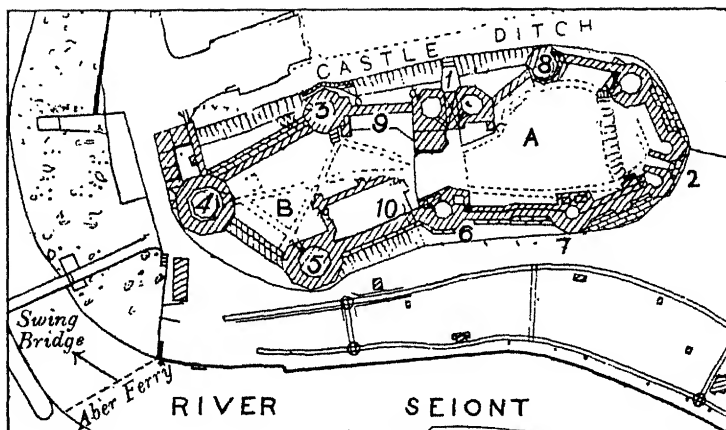 CASTLE DITCH
1
8
3
9
A
2
4
B
10
6
7
5
Swing
Bridge
Aber Ferry
RIVER SEIONT